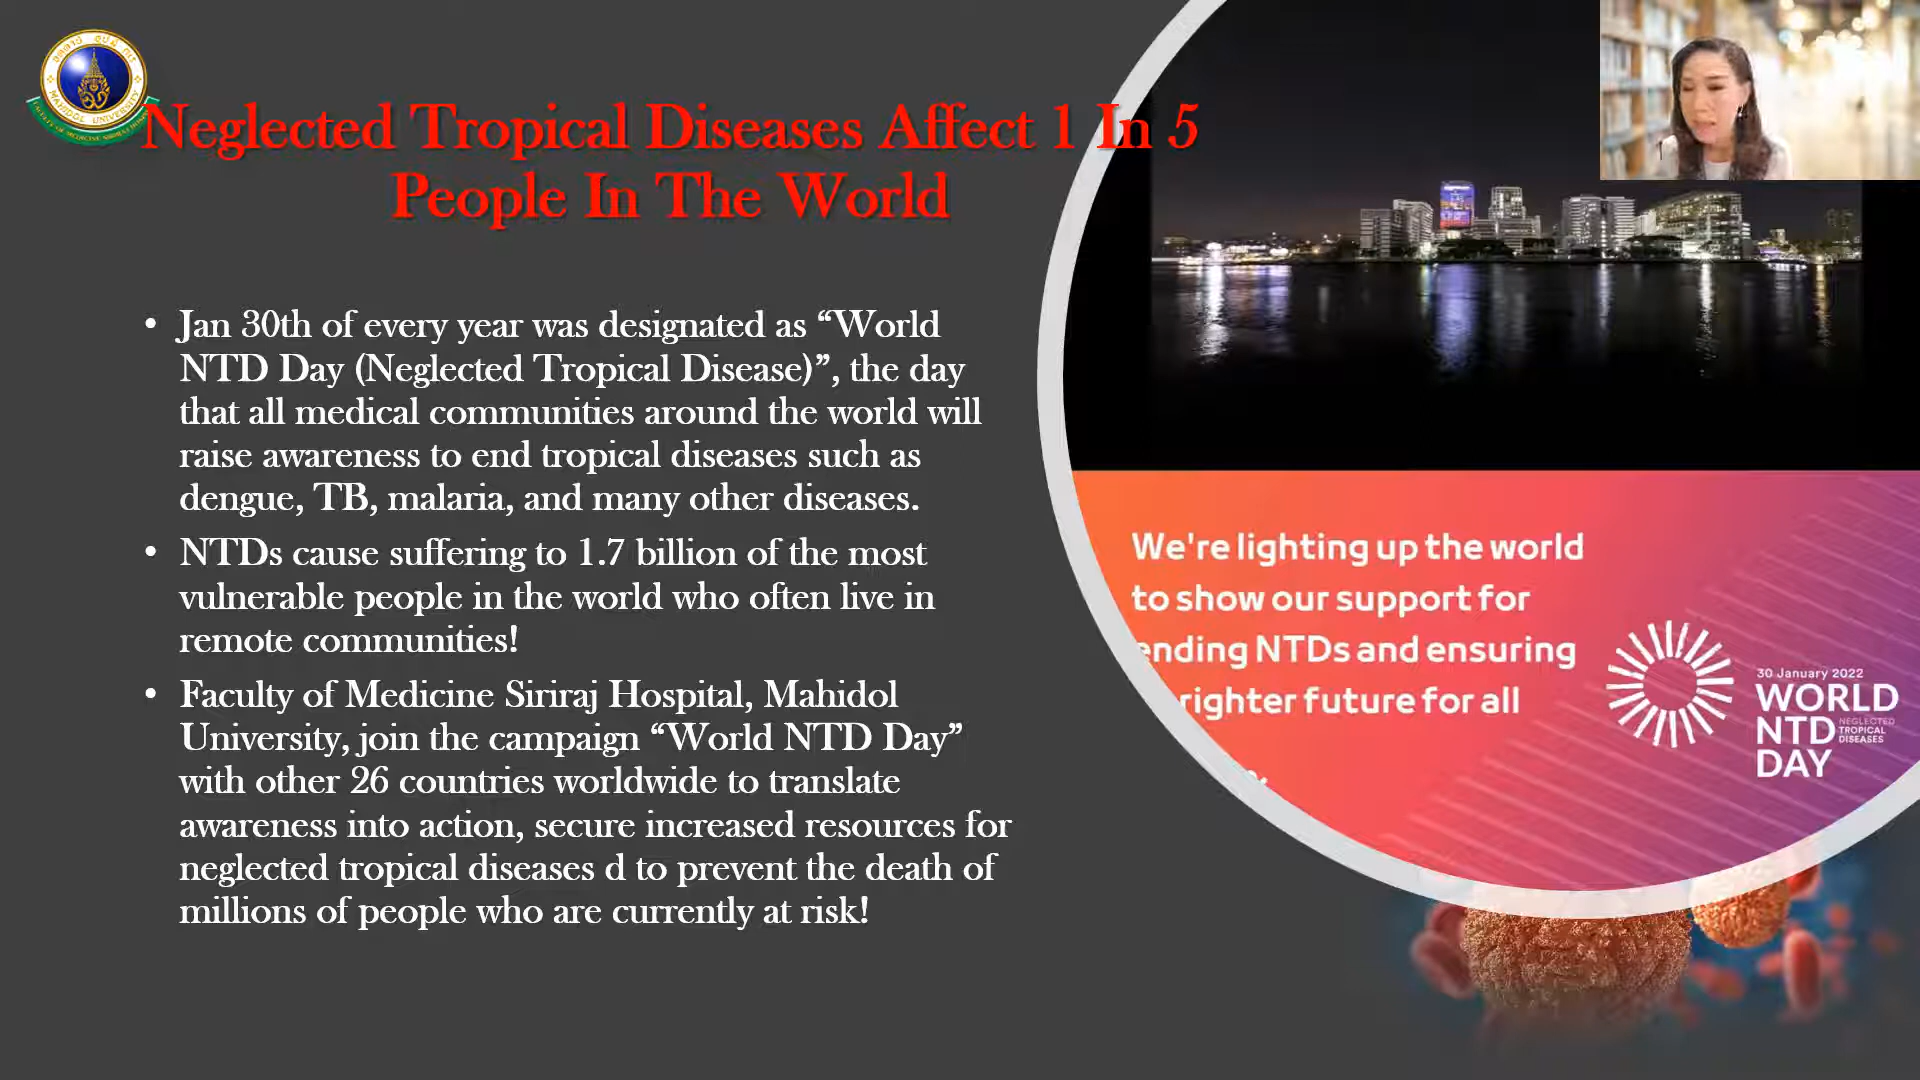 MAHIDOL UNIVERSITY
Neglected Tropical Diseases Affect 1 In 5
People In The World
• Jan 30th of every year was designated as “World
NTD Day (Neglected Tropical Disease)”, the day
that all medical communities around the world will
raise awareness to end tropical diseases such as
dengue, TB, malaria, and many other diseases.
• NTDs cause suffering to 1.7 billion of the most
vulnerable people in the world who often live in
remote communities!
• Faculty of Medicine Siriraj Hospital, Mahidol
University, join the campaign “World NTD Day”
with other 26 countries worldwide to translate
awareness into action, secure increased resources for
neglected tropical diseases d to prevent the death of
millions of people who are currently at risk!
We're lighting up the world
to show our support for
ending NTDs and ensuring
righter future for all
30 January 2022
WORLD
NTD NEGLECTED TROPICAL DISEASES
DAY